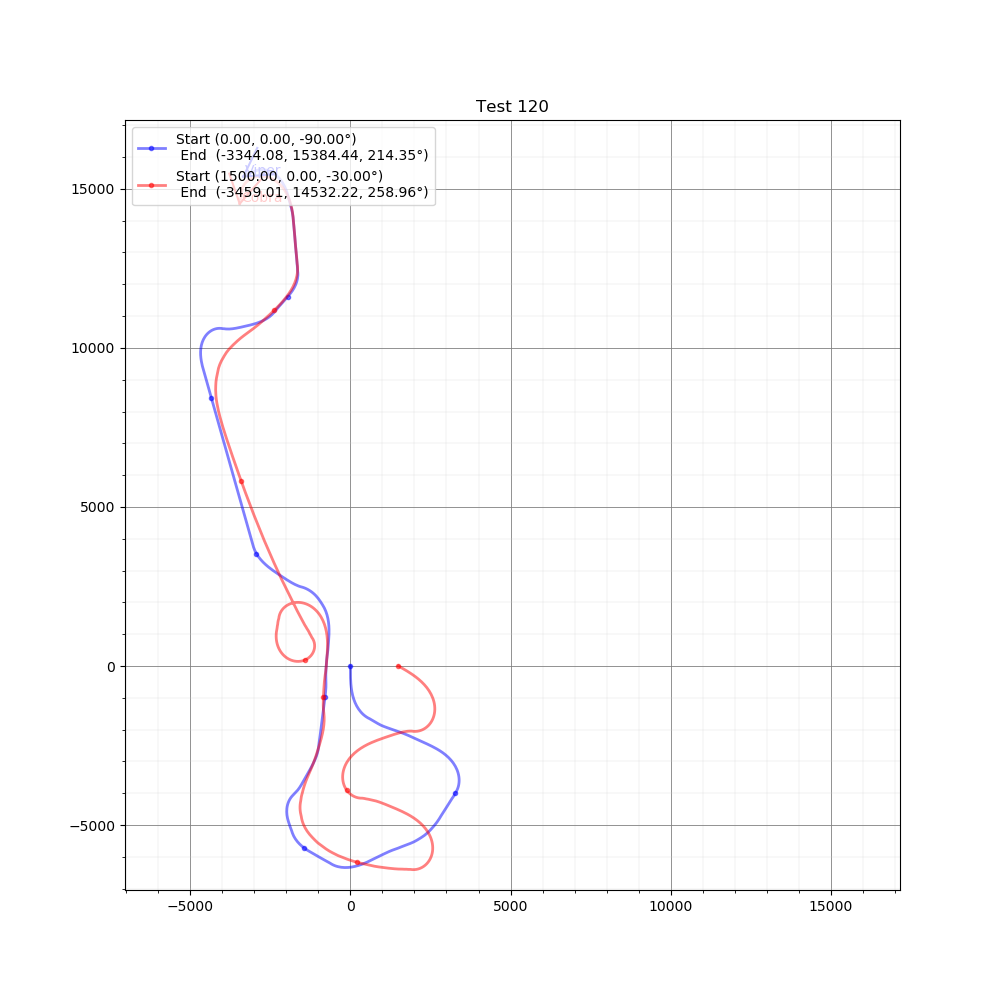 Test 120
Start (0.00, 0.00, -90.00°)
End (-3344.08, 15384.44, 214.35°)
Start (1500.00, 0.00, -30.00°)
End (-3459.01, 14532.22, 258.96°)
Viper
Cobra
15000
10000
5000
0
−5000
−5000
0
5000
10000
15000